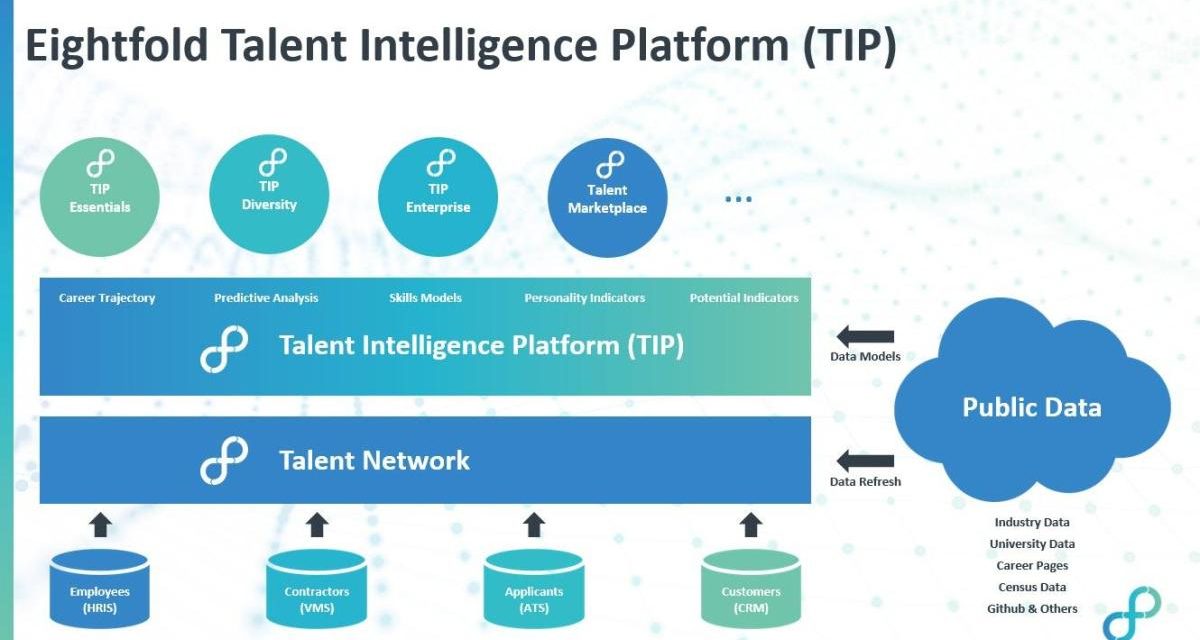 Eightfold Talent Intelligence Platform (TIP)
TIP
Essentials
TIP
Diversity
TIP
Enterprise
Talent
Marketplace
...
Career Trajectory
Predictive Analysis
Skills Models
Personality Indicators
Potential Indicators
Talent Intelligence Platform (TIP)
Data Models
Public Data
Talent Network
Data Refresh
Industry Data
University Data
Career Pages
Census Data
Github & Others
Employees
(HRIS)
Contractors
(VMS)
Applicants
(ATS)
Customers
(CRM)